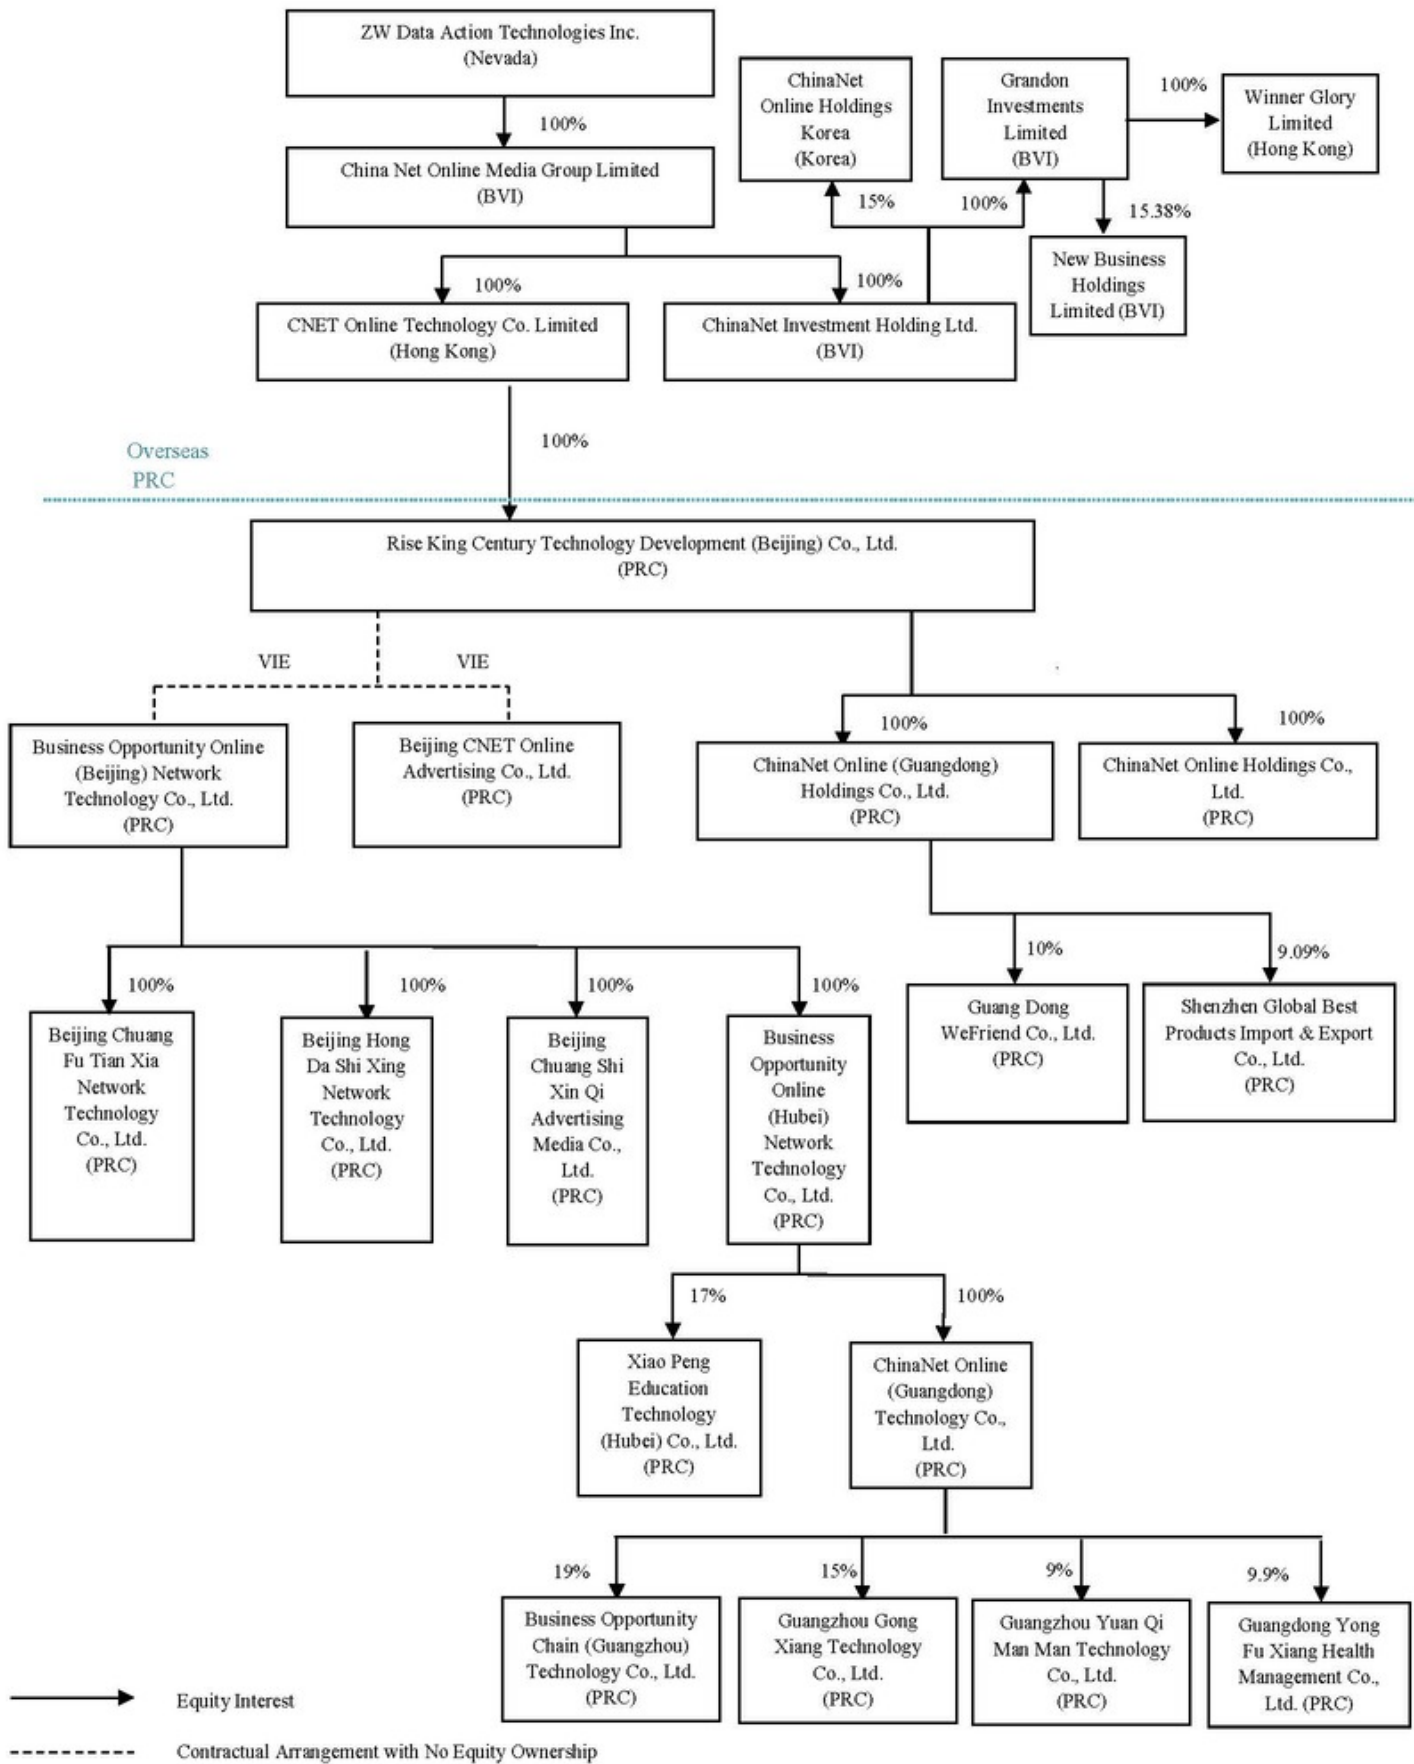 ZW Data Action Technologies Inc.
(Nevada)
100%
China Net Online Media Group Limited
(BVI)
ChinaNet
Online Holdings
Korea
(Korea)
Grandon
Investments
Limited
(BVI)
100%
Winner Glory
Limited
(Hong Kong)
15%
100%
15.38%
New Business
Holdings
Limited (BVI)
100%
100%
CNET Online Technology Co. Limited
(Hong Kong)
ChinaNet Investment Holding Ltd.
(BVI)
100%
Overseas
PRC
Rise King Century Technology Development (Beijing) Co., Ltd.
(PRC)
VIE
VIE
100%
100%
Business Opportunity Online
(Beijing) Network
Technology Co., Ltd.
(PRC)
Beijing CNET Online
Advertising Co., Ltd.
(PRC)
ChinaNet Online (Guangdong)
Holdings Co., Ltd.
(PRC)
ChinaNet Online Holdings Co.,
Ltd.
(PRC)
100%
100%
100%
100%
10%
9.09%
Beijing Chuang
Fu Tian Xia
Network
Technology
Co., Ltd.
(PRC)
Beijing Hong
Da Shi Xing
Network
Technology
Co., Ltd.
(PRC)
Beijing
Chuang Shi
Xin Qi
Advertising
Media Co.,
Ltd.
(PRC)
Business
Opportunity
Online
(Hubei)
Network
Technology
Co., Ltd.
(PRC)
Guang Dong
WeFriend Co., Ltd.
(PRC)
Shenzhen Global Best
Products Import & Export
Co., Ltd.
(PRC)
17%
100%
Xiao Peng
Education
Technology
(Hubei) Co., Ltd.
(PRC)
ChinaNet Online
(Guangdong)
Technology Co.,
Ltd.
(PRC)
19%
15%
9%
9.9%
Business Opportunity
Chain (Guangzhou)
Technology Co., Ltd.
(PRC)
Guangzhou Gong
Xiang Technology
Co., Ltd.
(PRC)
Guangzhou Yuan Qi
Man Man Technology
Co., Ltd.
(PRC)
Guangdong Yong
Fu Xiang Health
Management Co.,
Ltd. (PRC)
Equity Interest
Contractual Arrangement with No Equity Ownership